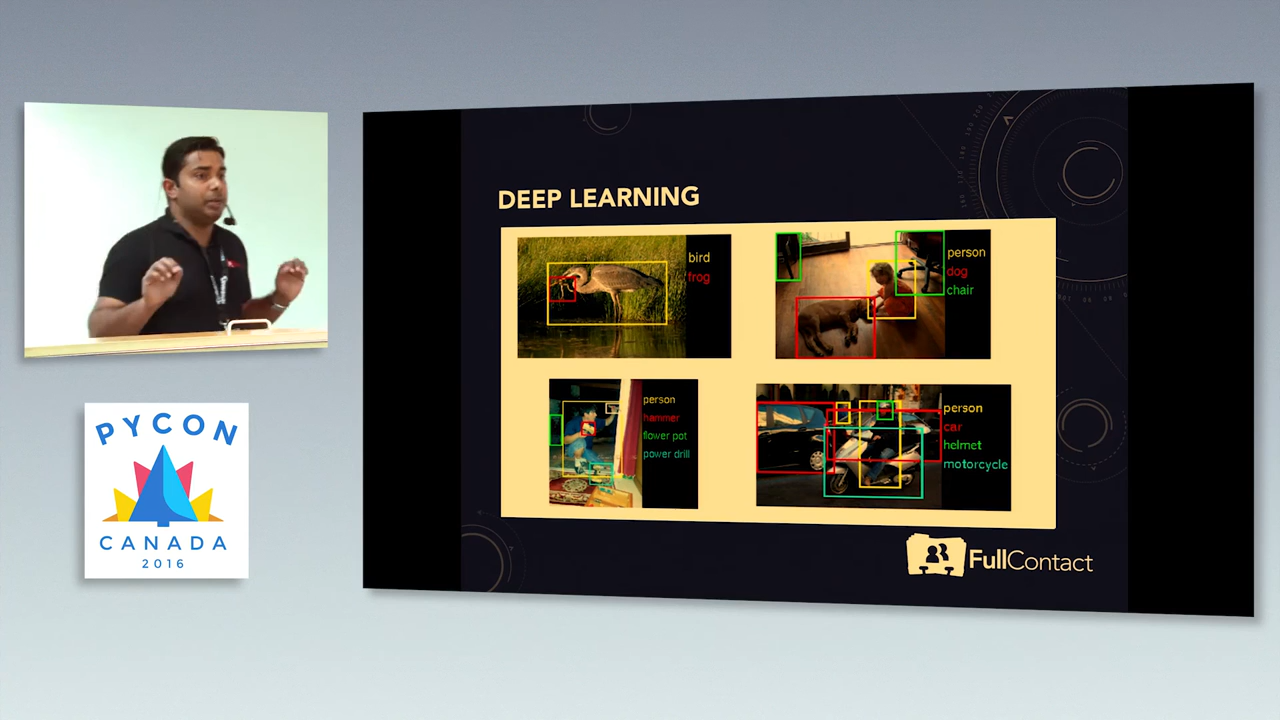 PYCON
CANADA
2016
DEEP LEARNING
bird
frog
person
dog
chair
person
hammer
flower pot
power drill
person
car
helmet
motorcycle
FullContact